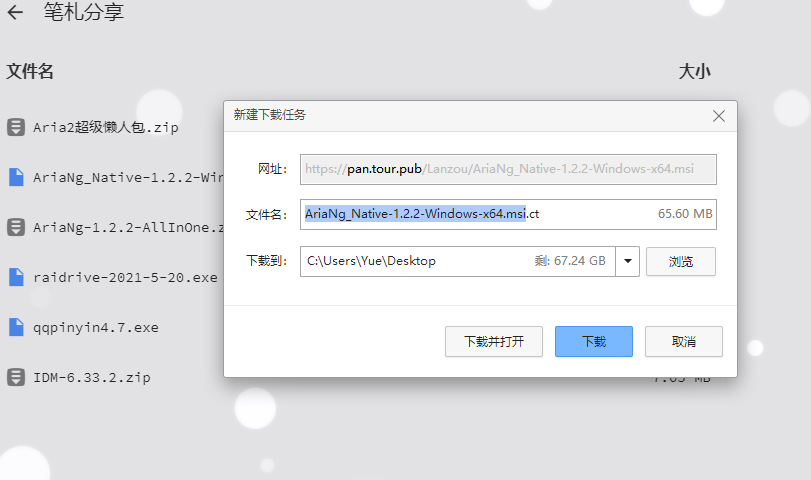 笔札分享
文件名 大小
Aria2超级懒人包.zip
AriaNg_Native-1.2.2-Win
AriaNg-1.2.2-AllInOne.z
raidrive-2021-5-20.exe
qqpinyin4.7.exe
IDM-6.33.2.zip
新建下载任务
网址: https://pan.tour.pub/Lanzou/AriaNg_Native-1.2.2-Windows-x64.msi
文件名: AriaNg_Native-1.2.2-Windows-x64.msi.ct 65.60 MB
下载到: C:\Users\Yue\Desktop 剩: 67.24 GB 浏览
下载并打开 下载 取消